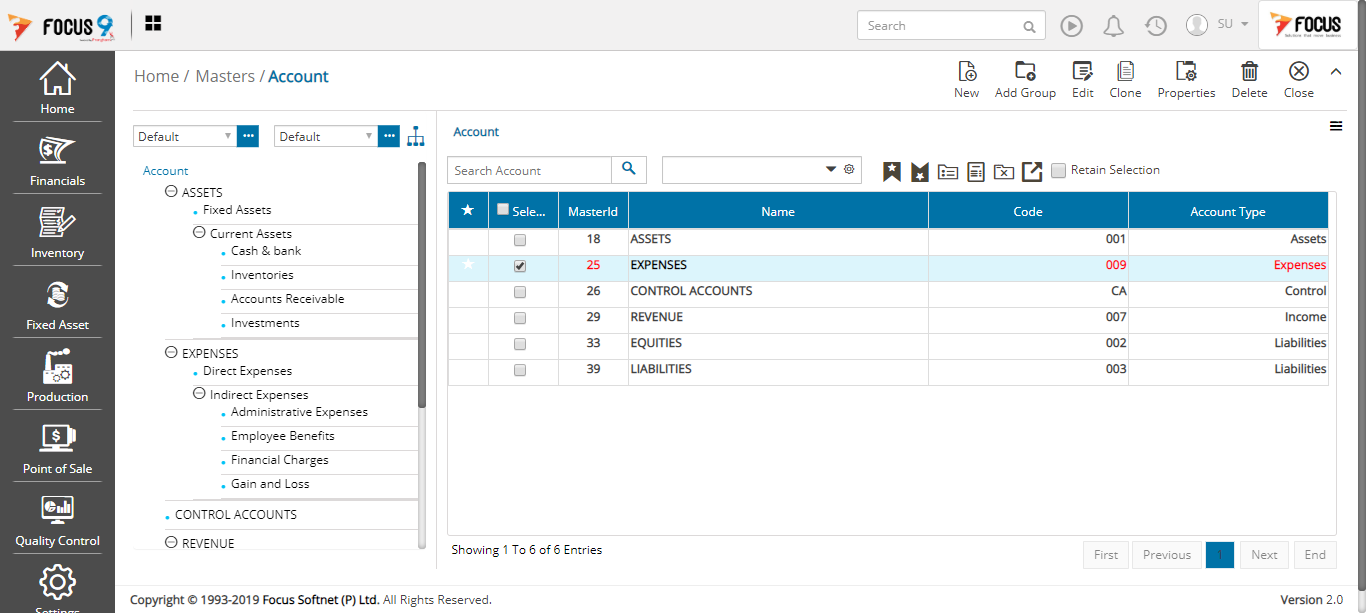 FOCUS 9
Search
SU
FOCUS
Home
Financials
Inventory
Fixed Asset
Production
Point of Sale
Quality Control
Settings
Home / Masters / Account
New
Add Group
Edit
Clone
Properties
Delete
Close
Default
Default
Account
ASSETS
Fixed Assets
Current Assets
Cash & bank
Inventories
Accounts Receivable
Investments
EXPENSES
Direct Expenses
Indirect Expenses
Administrative Expenses
Employee Benefits
Financial Charges
Gain and Loss
CONTROL ACCOUNTS
REVENUE
Account
Search Account
Retain Selection
Sele... MasterId Name Code Account Type
18 ASSETS 001 Assets
25 EXPENSES 009 Expenses
26 CONTROL ACCOUNTS CA Control
29 REVENUE 007 Income
33 EQUITIES 002 Liabilities
39 LIABILITIES 003 Liabilities
Showing 1 To 6 of 6 Entries
First Previous 1 Next End
Copyright © 1993-2019 Focus Softnet (P) Ltd. All Rights Reserved.
Version 2.0